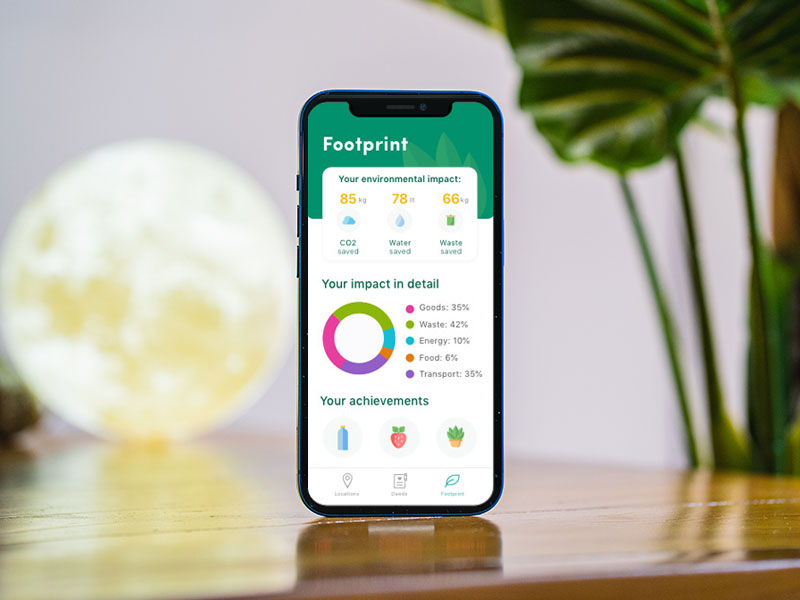 Footprint
Your environmental impact:
85 kg 78 lt 66 kg
CO2 Water Waste
saved saved saved
Your impact in detail
Goods: 35%
Waste: 42%
Energy: 10%
Food: 6%
Transport: 35%
Your achievements
Locations Deeds Footprint